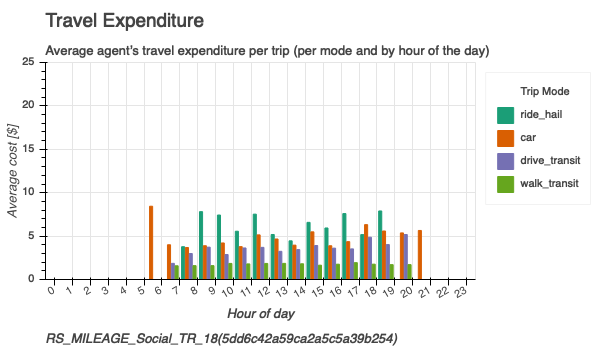 Travel Expenditure
Average agent's travel expenditure per trip (per mode and by hour of the day)
25
20
15
10
5
0
Average cost [$]
0 1 2 3 4 5 6 7 8 9 10 11 12 13 14 15 16 17 18 19 20 21 22 23
Hour of day
Trip Mode
ride_hail
car
drive_transit
walk_transit
RS_MILEAGE_Social_TR_18(5dd6c42a59ca2a5c5a39b254)